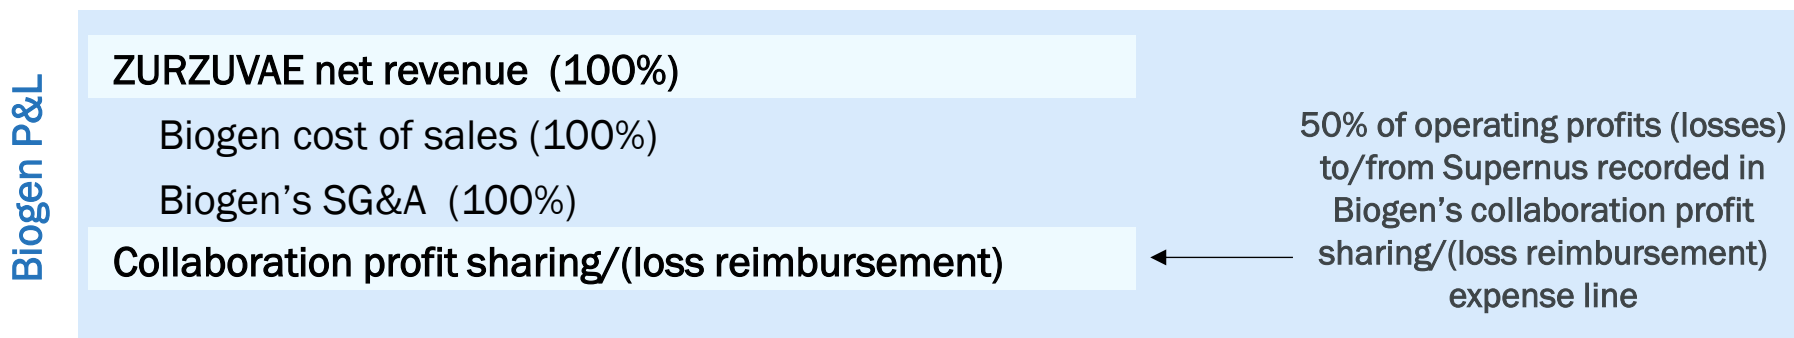 Biogen P&L
ZURZUVAE net revenue  (100%)
Biogen cost of sales (100%)
Biogen’s SG&A  (100%)
Collaboration profit sharing/(loss reimbursement)
50% of operating profits (losses)
to/from Supernus recorded in
Biogen’s collaboration profit
sharing/(loss reimbursement)
expense line